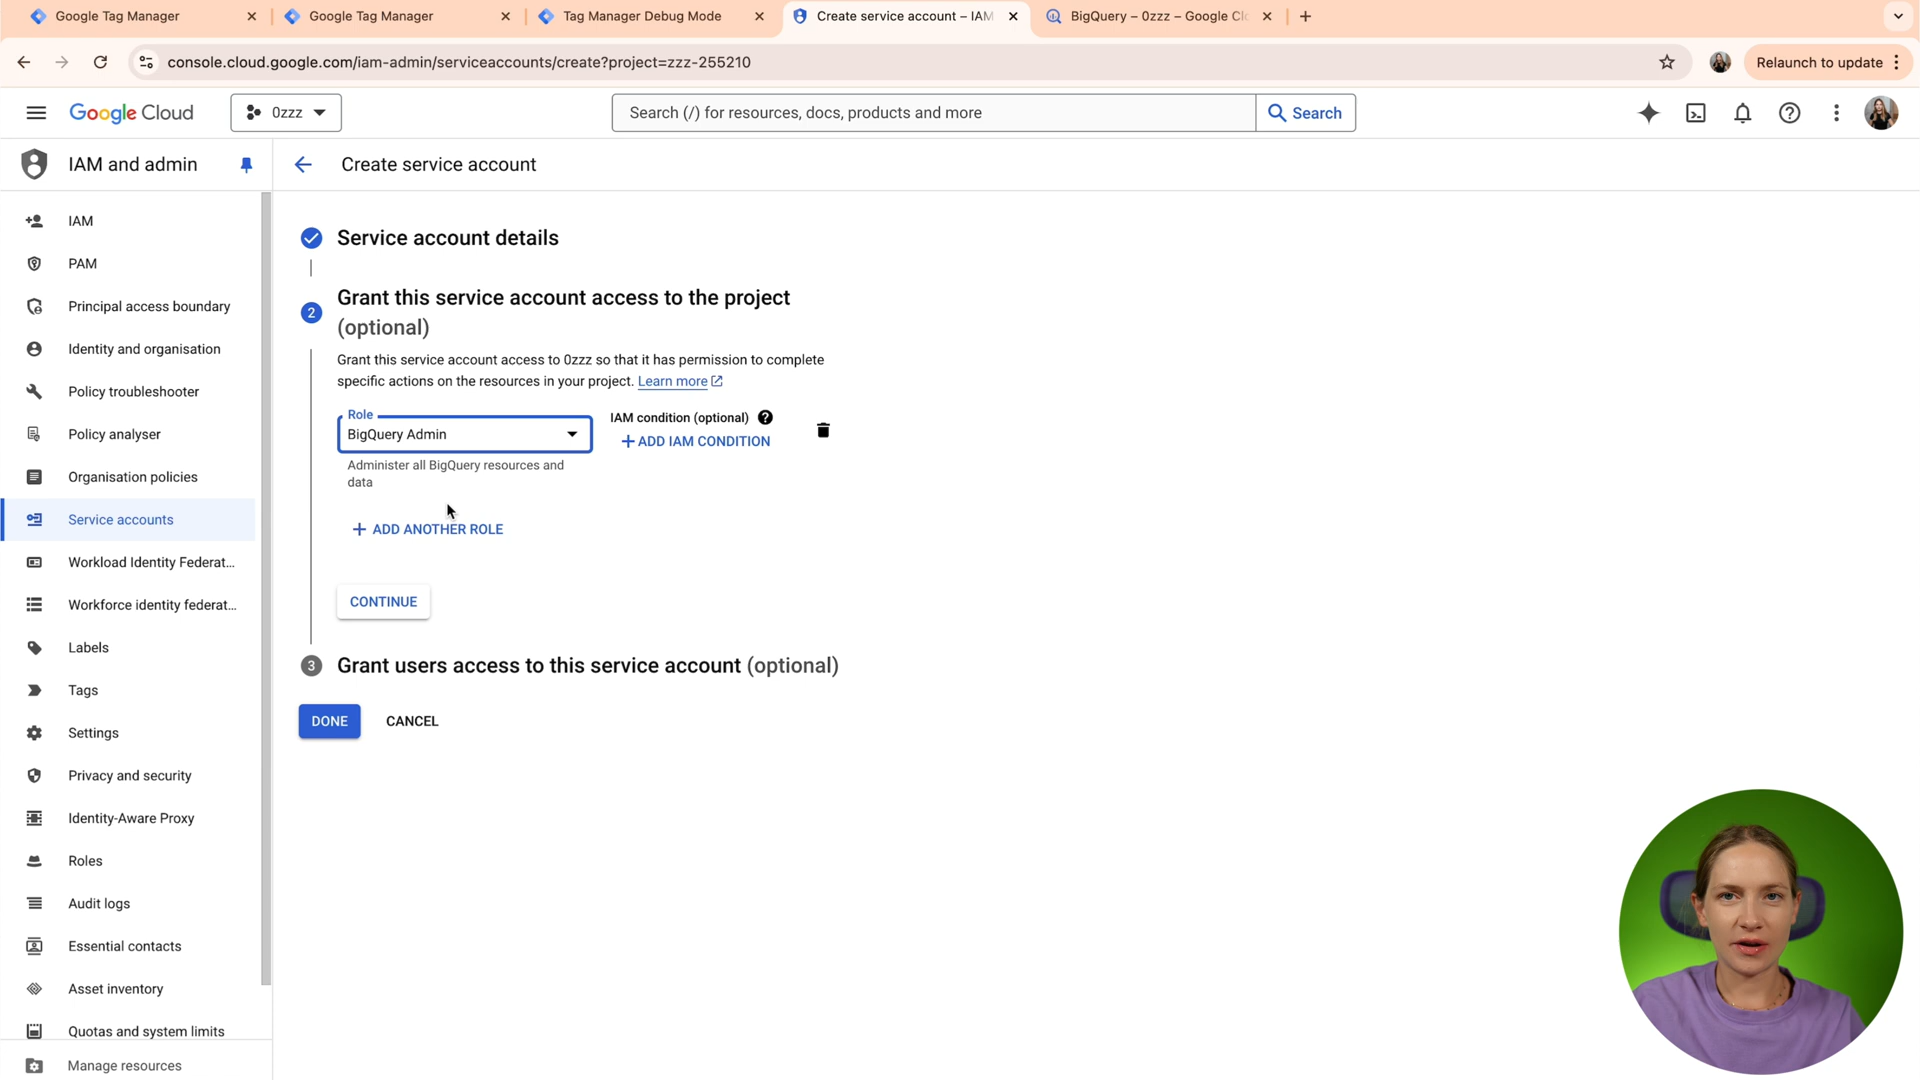 Google Tag Manager
Google Tag Manager
Tag Manager Debug Mode
Create service account – IAM
BigQuery – 0zzz – Google Clo
console.cloud.google.com/iam-admin/serviceaccounts/create?project=zzz-255210
Relaunch to update
Google Cloud
0zzz
Search (/) for resources, docs, products and more
Search
IAM and admin
Create service account
IAM
PAM
Principal access boundary
Identity and organisation
Policy troubleshooter
Policy analyser
Organisation policies
Service accounts
Workload Identity Federat...
Workforce identity federat...
Labels
Tags
Settings
Privacy and security
Identity-Aware Proxy
Roles
Audit logs
Essential contacts
Asset inventory
Quotas and system limits
Manage resources
Service account details
2
Grant this service account access to the project
(optional)
Grant this service account access to 0zzz so that it has permission to complete
specific actions on the resources in your project. Learn more
Role
BigQuery Admin
IAM condition (optional)
+ ADD IAM CONDITION
Administer all BigQuery resources and
data
+ ADD ANOTHER ROLE
CONTINUE
3
Grant users access to this service account (optional)
DONE
CANCEL